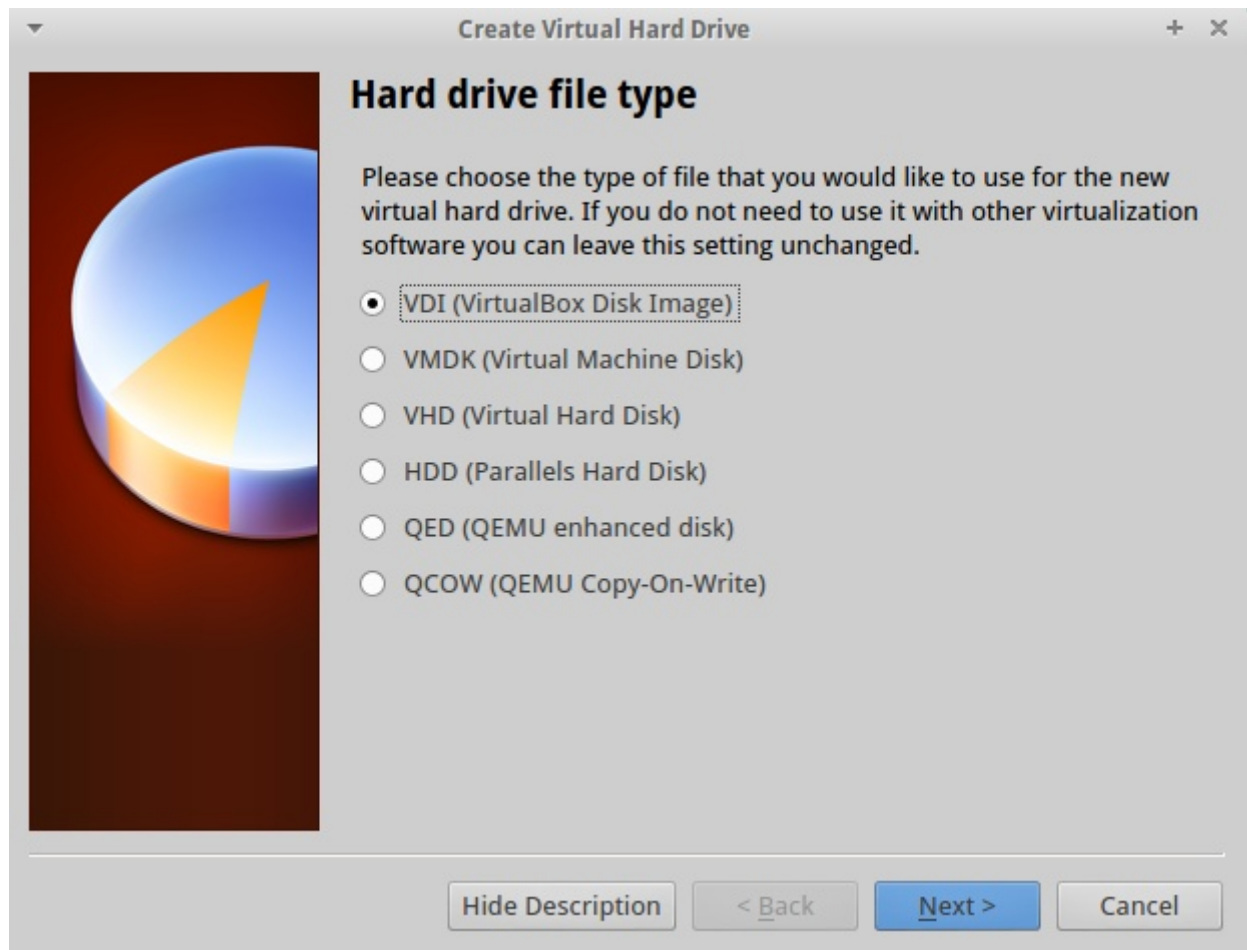 Create Virtual Hard Drive
Hard drive file type
Please choose the type of file that you would like to use for the new
virtual hard drive. If you do not need to use it with other virtualization
software you can leave this setting unchanged.
VDI (VirtualBox Disk Image)
VMDK (Virtual Machine Disk)
VHD (Virtual Hard Disk)
HDD (Parallels Hard Disk)
QED (QEMU enhanced disk)
QCOW (QEMU Copy-On-Write)
Hide Description < Back Next > Cancel